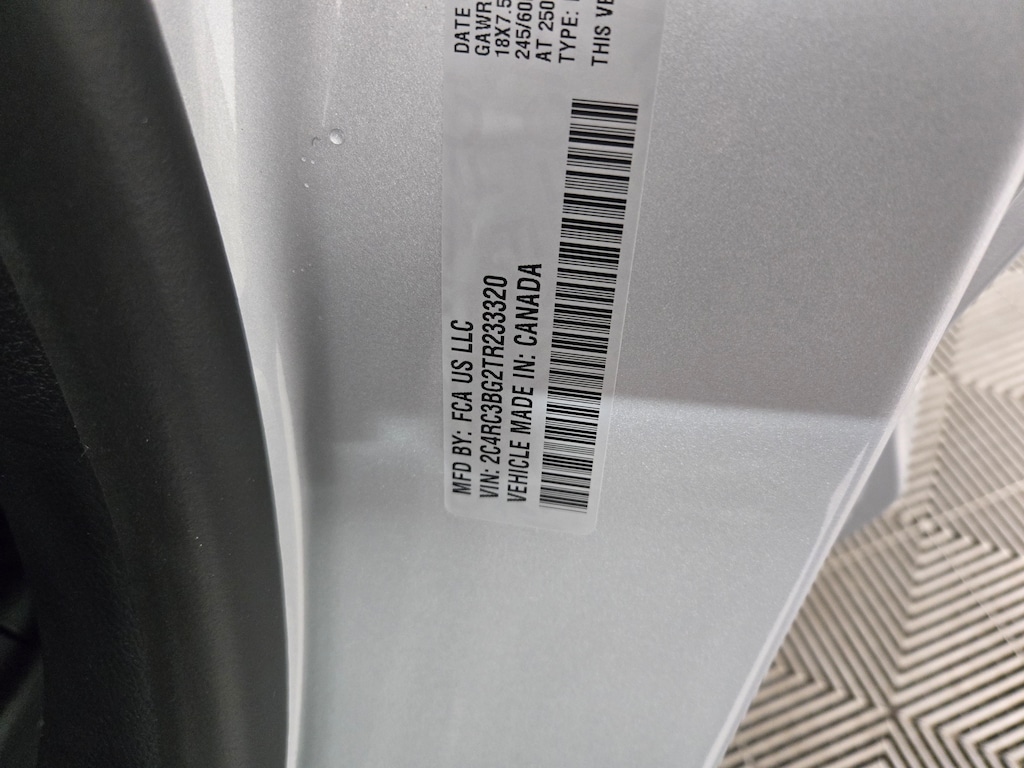 MFD BY: FCA US LLC
VIN: 2C4RC3BG2TR233320
VEHICLE MADE IN: CANADA
DATE
GAWR
18X7.5
245/60
AT 250
TYPE:
THIS VE